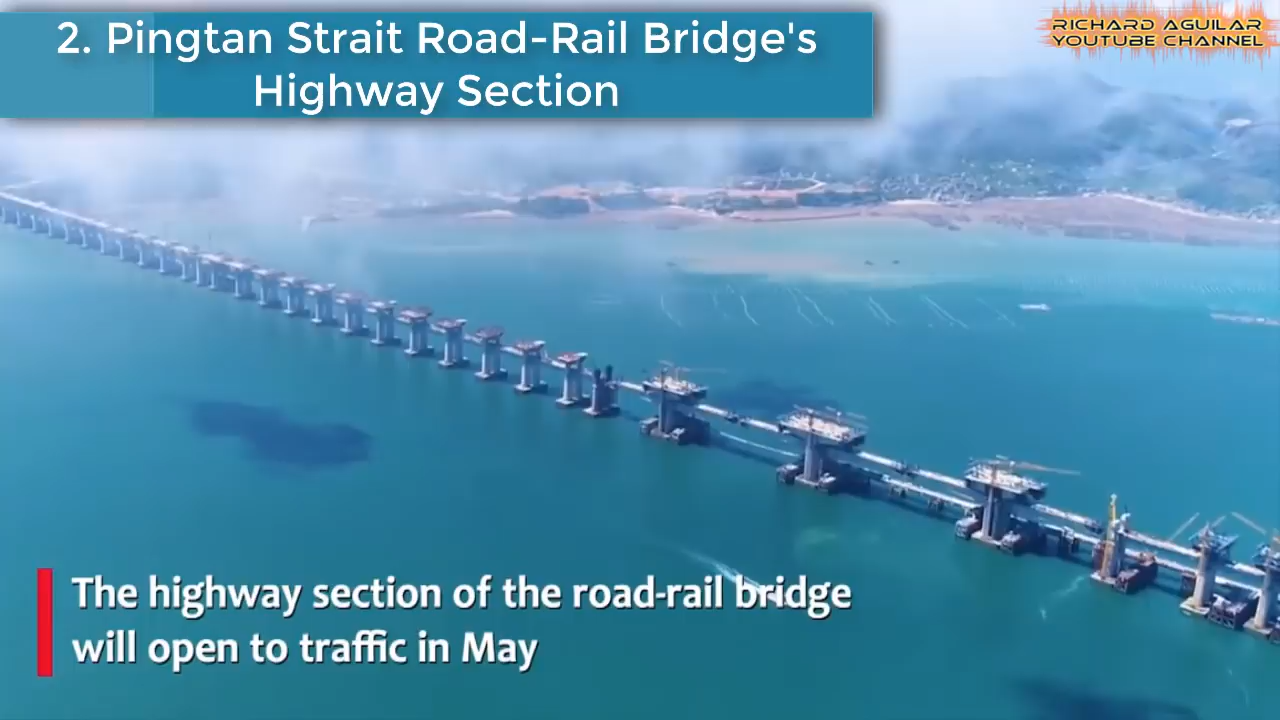 2. Pingtan Strait Road-Rail Bridge's
Highway Section
RICHARD AGUILAR
YOUTUBE CHANNEL
The highway section of the road-rail bridge
will open to traffic in May